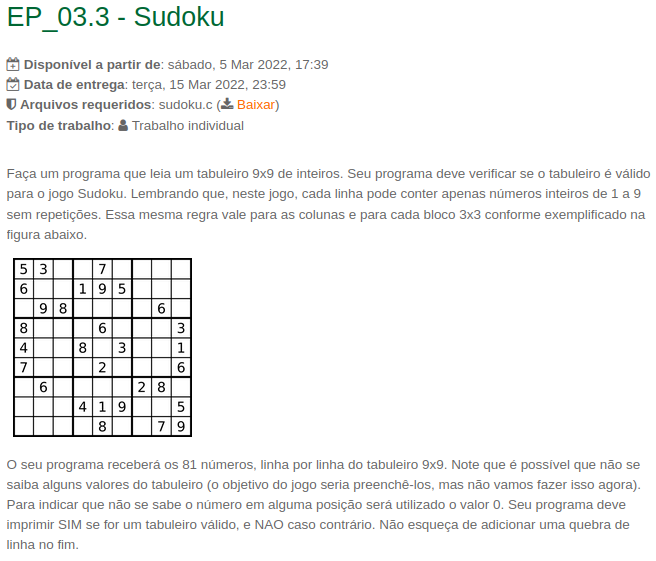 EP_03.3 - Sudoku
Disponível a partir de: sábado, 5 Mar 2022, 17:39
Data de entrega: terça, 15 Mar 2022, 23:59
Arquivos requeridos: sudoku.c (Baixar)
Tipo de trabalho: Trabalho individual
Faça um programa que leia um tabuleiro 9x9 de inteiros. Seu programa deve verificar se o tabuleiro é válido
para o jogo Sudoku. Lembrando que, neste jogo, cada linha pode conter apenas números inteiros de 1 a 9
sem repetições. Essa mesma regra vale para as colunas e para cada bloco 3x3 conforme exemplificado na
figura abaixo.
5 3 7
6 1 9 5
9 8 6
8 6 3
4 8 3 1
7 2 6
6 2 8
4 1 9 5
8 7 9
O seu programa receberá os 81 números, linha por linha do tabuleiro 9x9. Note que é possível que não se
saiba alguns valores do tabuleiro (o objetivo do jogo seria preenchê-los, mas não vamos fazer isso agora).
Para indicar que não se sabe o número em alguma posição será utilizado o valor 0. Seu programa deve
imprimir SIM se for um tabuleiro válido, e NAO caso contrário. Não esqueça de adicionar uma quebra de
linha no fim.